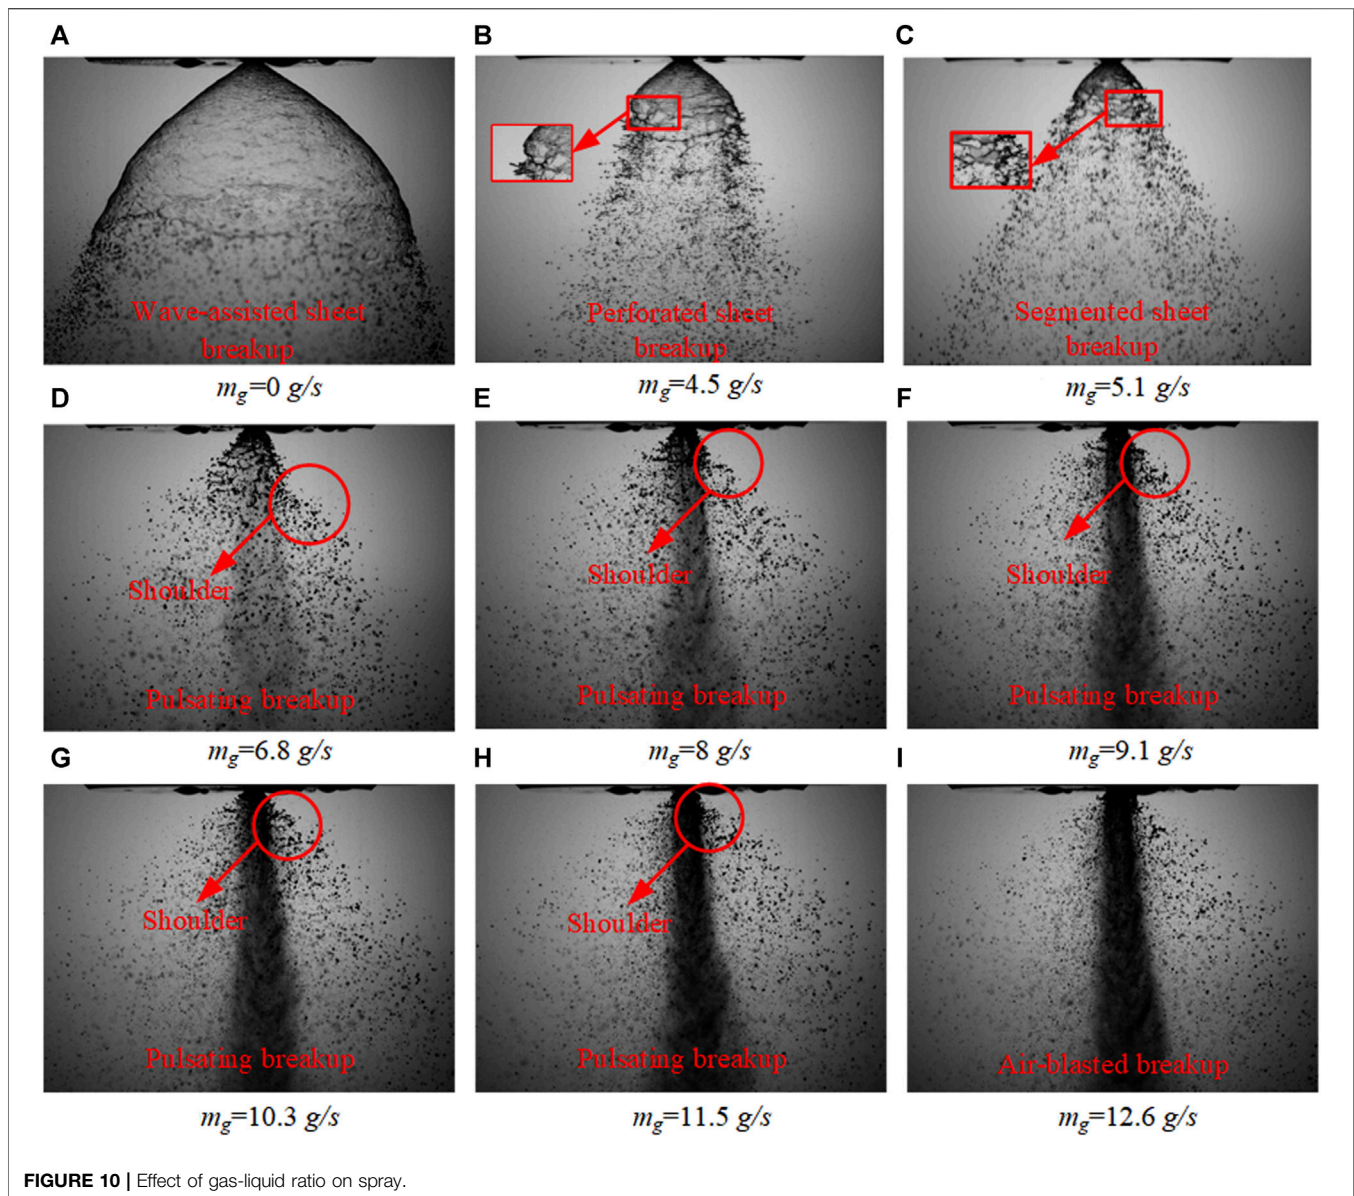 A
B
C
Wave-assisted sheet
breakup
Perforated sheet
breakup
Segmented sheet
breakup
mg=0 g/s
mg=4.5 g/s
mg=5.1 g/s
D
E
F
Shoulder
Shoulder
Shoulder
Pulsating breakup
Pulsating breakup
Pulsating breakup
mg=6.8 g/s
mg=8 g/s
mg=9.1 g/s
G
H
I
Shoulder
Shoulder
Pulsating breakup
Pulsating breakup
Air-blasted breakup
mg=10.3 g/s
mg=11.5 g/s
mg=12.6 g/s
FIGURE 10 | Effect of gas-liquid ratio on spray.